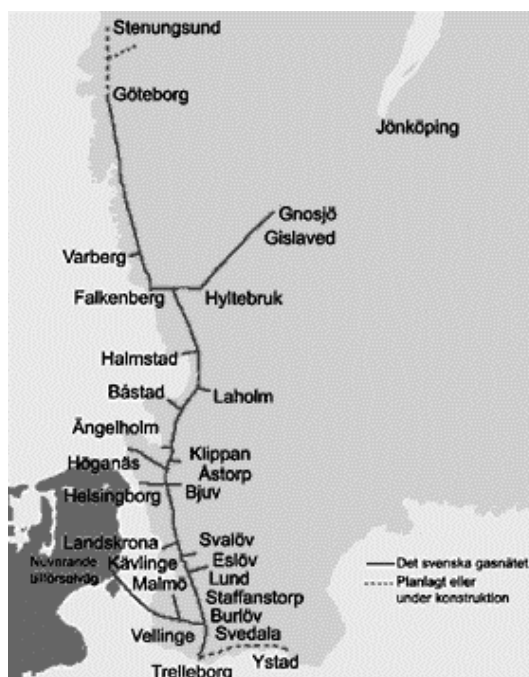 Stenungsund
Göteborg
Jönköping
Gnosjö
Gislaved
Varberg
Falkenberg
Hyltebruk
Halmstad
Båstad
Laholm
Ängelholm
Klippan
Höganäs
Åstorp
Helsingborg
Bjuv
Landskrona
Svalöv
Kävlinge
Eslöv
Malmö
Lund
Staffanstorp
Burlöv
Vellinge
Svedala
Trelleborg
Ystad
Det svenska gasnätet
Planlagt eller
under konstruktion